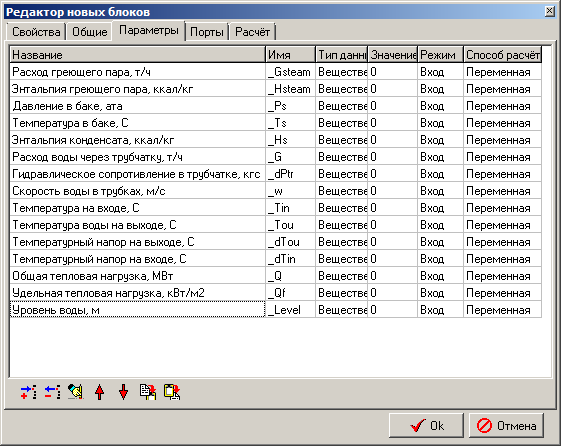 Редактор новых блоков
Свойства Общие Параметры Порты Расчёт
Название Имя Тип данны Значение Режим Способ расчёт
Расход греющего пара, т/ч _Gsteam Веществе 0 Вход Переменная
Энтальпия греющего пара, ккал/кг _Hsteam Веществе 0 Вход Переменная
Давление в баке, ата _Ps Веществе 0 Вход Переменная
Температура в баке, С _Ts Веществе 0 Вход Переменная
Энтальпия конденсата, ккал/кг _Hs Веществе 0 Вход Переменная
Расход воды через трубчатку, т/ч _G Веществе 0 Вход Переменная
Гидравлическое сопротивление в трубчатке, кгс _dPtr Веществе 0 Вход Переменная
Скорость воды в трубках, м/с _w Веществе 0 Вход Переменная
Температура на входе, С _Tin Веществе 0 Вход Переменная
Температура воды на выходе, С _Tou Веществе 0 Вход Переменная
Температурный напор на выходе, С _dTou Веществе 0 Вход Переменная
Температурный напор на входе, С _dTin Веществе 0 Вход Переменная
Общая тепловая нагрузка, МВт _Q Веществе 0 Вход Переменная
Удельная тепловая нагрузка, кВт/м2 _Qf Веществе 0 Вход Переменная
Уровень воды, м _Level Веществе 0 Вход Переменная
Ok Отмена